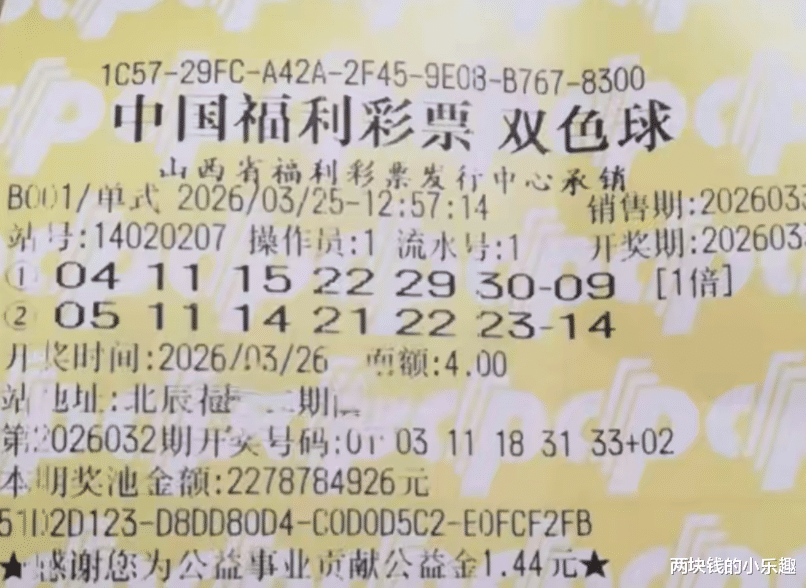 1C57-29FC-A42A-2F45-9E08-B767-8300
中国福利彩票 双色球
山西省福利彩票发行中心承销
B001/单式 2026/03/25-12:57:14 销售期:2026033
站号:14020207 操作员:1 流水号:1 开奖期:2026033
① 04 11 15 22 29 30-09 [1倍]
② 05 11 14 21 22 23-14
开奖时间:2026/03/26 面额:4.00
站 地址:北辰 二期
第2026032期开奖号码:01 03 11 18 31 33+02
本期奖池金额:2278784926元
51D2D123-D8DD80D4-C0D0D5C2-E0FCF2FB
★感谢您为公益事业贡献公益金1.44元★
两块钱的小乐趣